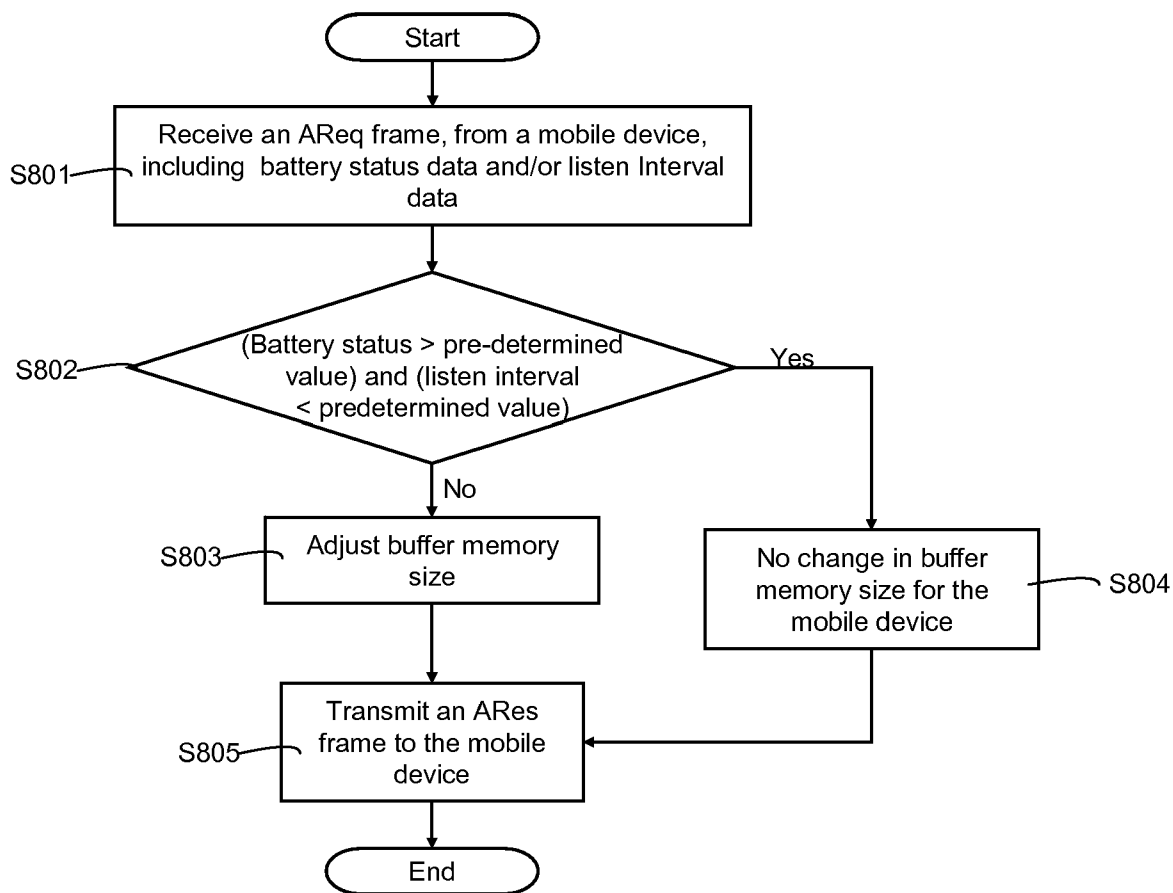 Start
Receive an AReq frame, from a mobile device,
including battery status data and/or listen Interval
data
S801
(Battery status > pre-determined
value) and (listen interval
< predetermined value)
S802
Yes
No
Adjust buffer memory
size
S803
No change in buffer
memory size for the
mobile device
S804
Transmit an ARes
frame to the mobile
device
S805
End